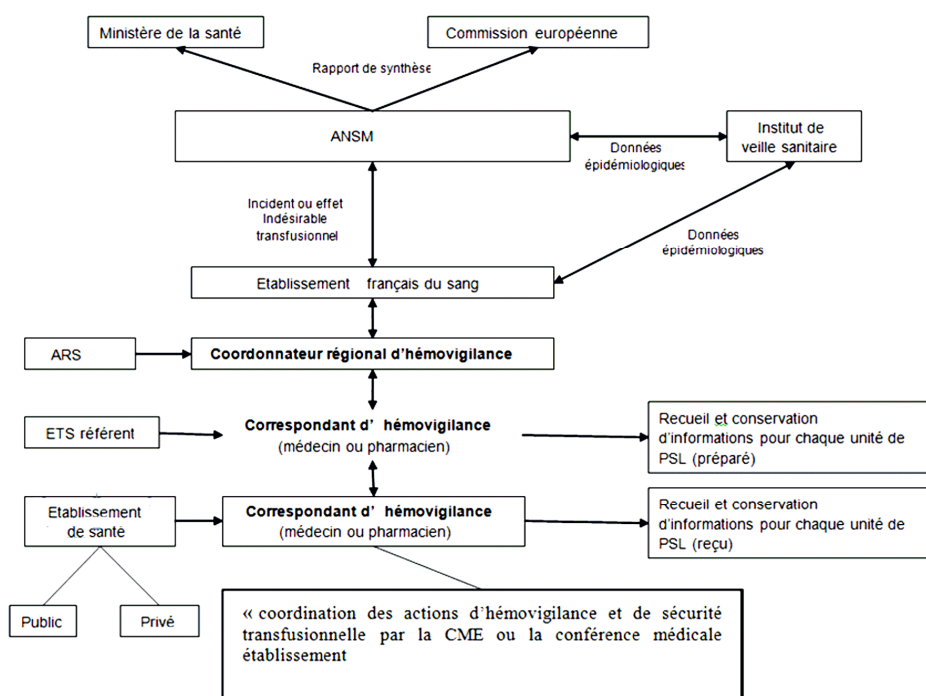 Ministère de la santé
Commission européenne
Rapport de synthèse
ANSM
Institut de
veille sanitaire
Données
épidémiologiques
Incident ou effet
Indésirable
transfusionnel
Données
épidémiologiques
Etablissement français du sang
ARS
Coordonnateur régional d'hémovigilance
ETS référent
Correspondant d' hémovigilance
(médecin ou pharmacien)
Recueil et conservation
d'informations pour chaque unité de
PSL (préparé)
Etablissement
de santé
Correspondant d' hémovigilance
(médecin ou pharmacien)
Recueil et conservation
d'informations pour chaque unité de
PSL (reçu)
Public
Privé
« coordination des actions d'hémovigilance et de sécurité
transfusionnelle par la CME ou la conférence médicale
établissement